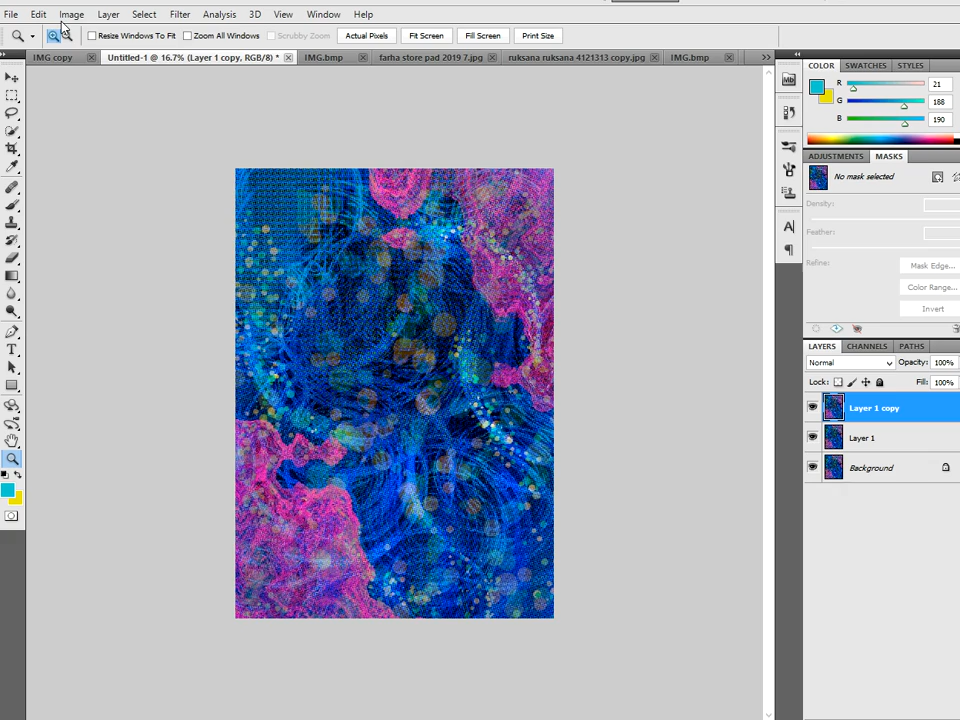 File Edit Image Layer Select Filter Analysis 3D View Window Help
Resize Windows To Fit Zoom All Windows Scrubby Zoom Actual Pixels Fit Screen Fill Screen Print Size
IMG copy Untitled-1 @ 16.7% (Layer 1 copy, RGB/8) * IMG.bmp farha store pad 2019 7.jpg ruksana ruksana 4121313 copy.jpg IMG.bmp
COLOR SWATCHES STYLES
R 21
G 188
B 190
ADJUSTMENTS MASKS
No mask selected
Density:
Feather:
Refine: Mask Edge...
Color Range...
Invert
LAYERS CHANNELS PATHS
Normal Opacity: 100%
Lock: Fill: 100%
Layer 1 copy
Layer 1
Background